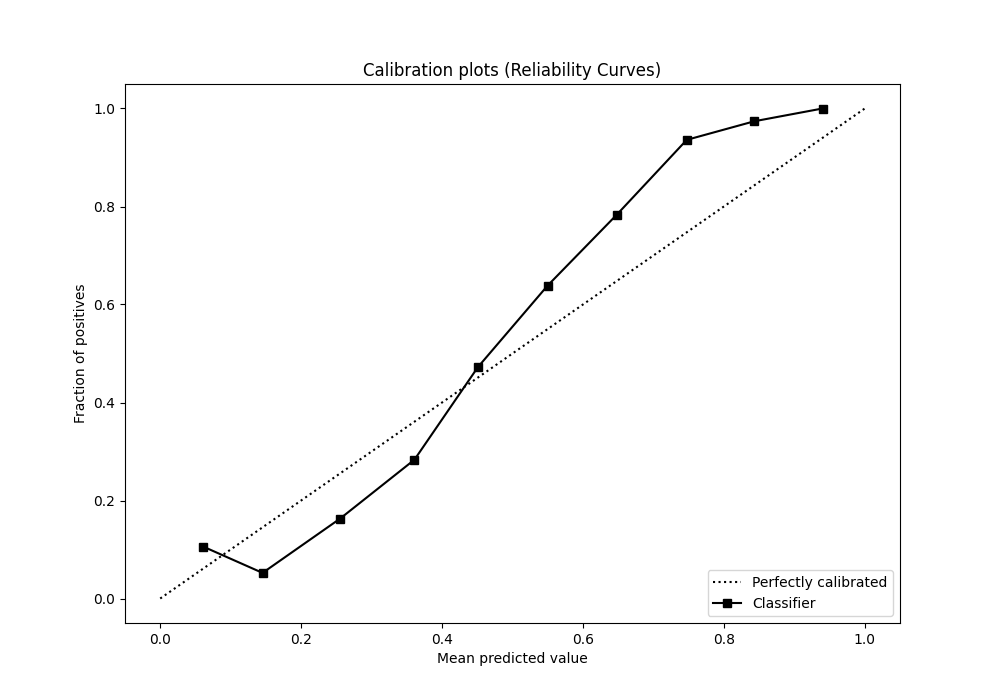 Calibration plots (Reliability Curves)
1.0
0.8
0.6
0.4
0.2
0.0
Fraction of positives
0.0 0.2 0.4 0.6 0.8 1.0
Mean predicted value
Perfectly calibrated
Classifier